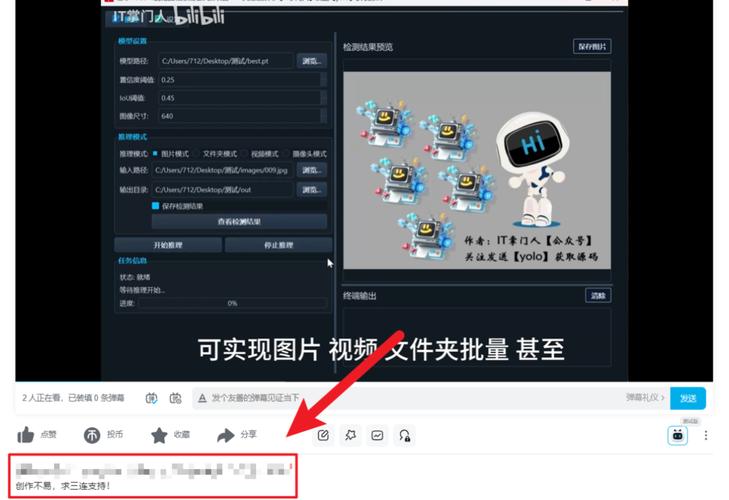 IT掌门人 bilibili
模型设置
模型路径: C:/Users/712/Desktop/测试/best.pt 浏览...
置信度阈值: 0.25
IoU阈值: 0.45
图像尺寸: 640
推理模式
推理模式: 图片模式 文件夹模式 视频模式 摄像头模式
输入路径: C:/Users/712/Desktop/测试/images/009.jpg 浏览...
输出目录: C:/Users/712/Desktop/测试/out 浏览...
保存检测结果
查看检测结果
开始推理 停止推理
任务信息
状态: 就绪
等待推理开始...
进度: 0%
检测结果预览 保存图片
Hi
作者：IT掌门人【公众号】
关注发送【yolo】获取源码
终端输出 清除
可实现图片 视频 文件夹批量 甚至
2 人正在看，已装填 0 条弹幕 发个友善的弹幕见证当下 弹幕礼仪 > 发送
点赞 投币 收藏 分享 测试版
创作不易，求三连支持！